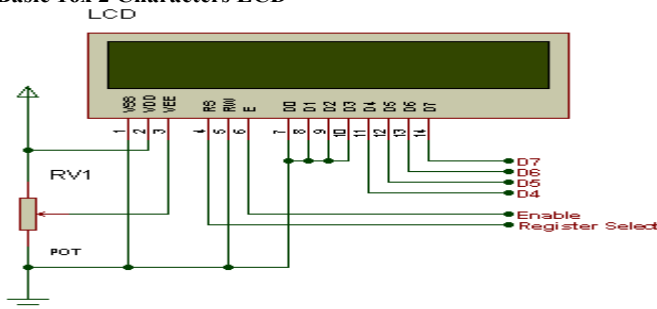 Basic 16x 2 Characters LCD
LCD
VSS VDD VEE RS RW E D0 D1 D2 D3 D4 D5 D6 D7
1 2 3 4 5 6 7 8 9 10 11 12 13 14
RV1
POT
D7
D6
D5
D4
Enable
Register Select